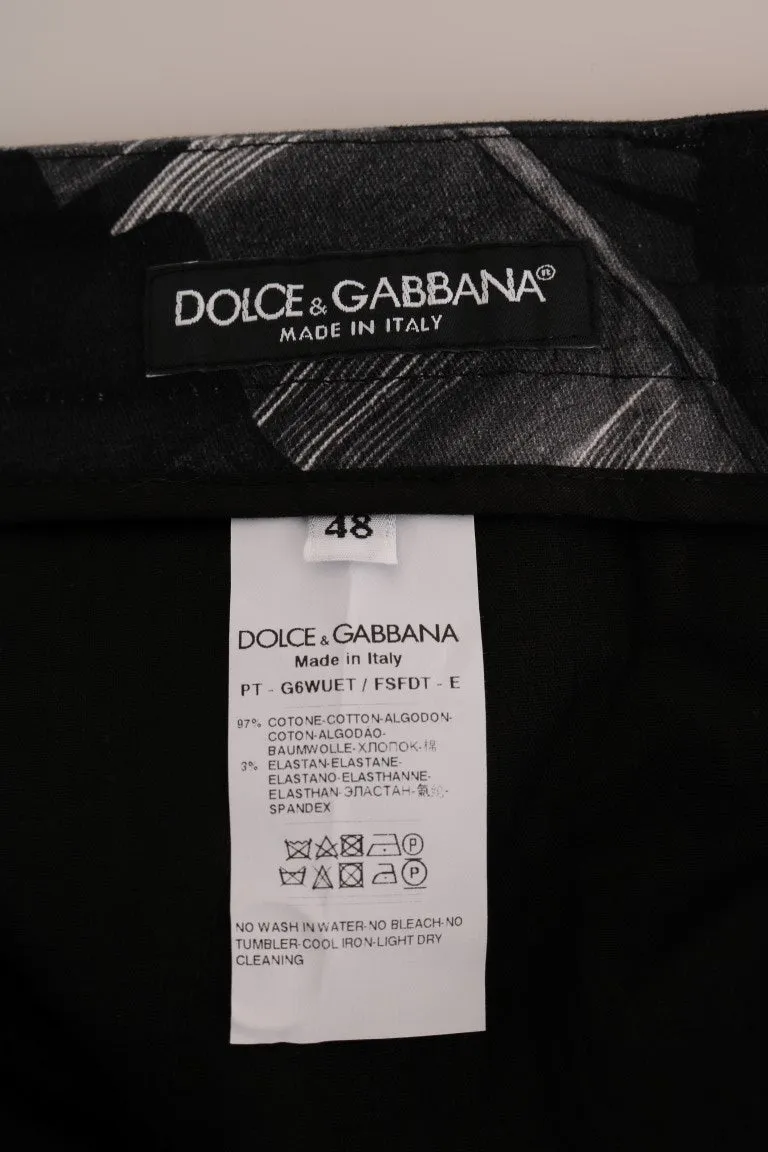 DOLCE & GABBANA®
MADE IN ITALY
48
DOLCE & GABBANA
Made in Italy
PT - G6WUET / FSFDT - E
97% COTONE-COTTON-ALGODON-
COTON-ALGODAO-
BAUMWOLLE-ХЛОПОК-棉
3% ELASTAN-ELASTANE-
ELASTANO-ELASTHANNE-
ELASTHAN-ЭЛАСТАН-氨纶-
SPANDEX
P
P
NO WASH IN WATER-NO BLEACH-NO
TUMBLER-COOL IRON-LIGHT DRY
CLEANING